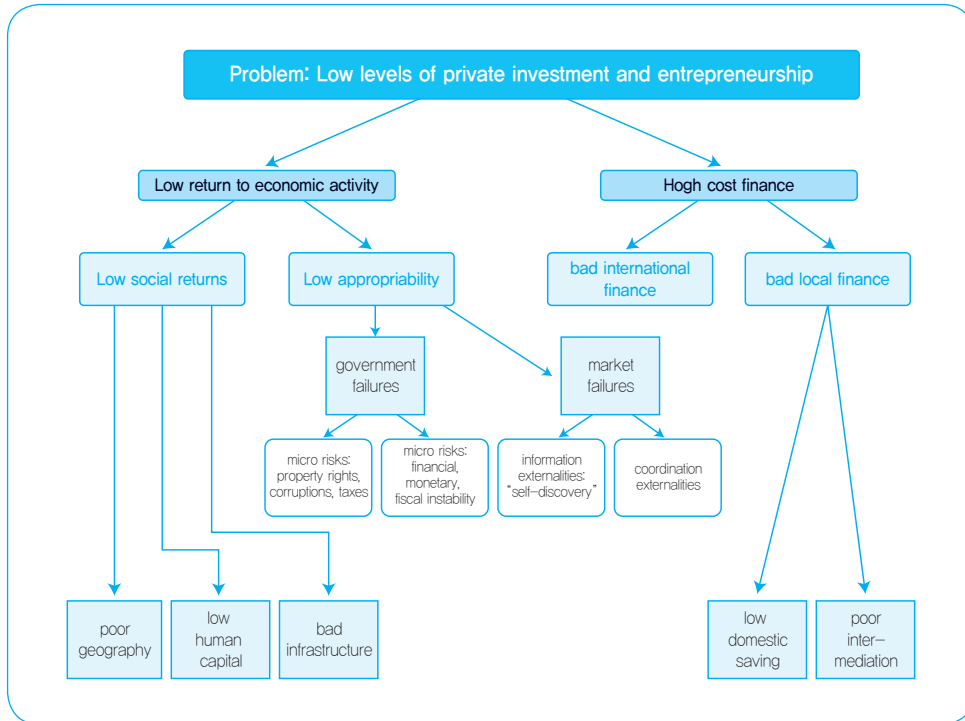 Problem: Low levels of private investment and entrepreneurship
Low return to economic activity
Hogh cost finance
Low social returns
Low appropriability
bad international
finance
bad local finance
government
failures
market
failures
micro risks:
property rights,
corruptions, taxes
micro risks:
financial,
monetary,
fiscal instability
information
externalities:
“self-discovery”
coordination
externalities
poor
geography
low
human
capital
bad
infrastructure
low
domestic
saving
poor
inter-
mediation